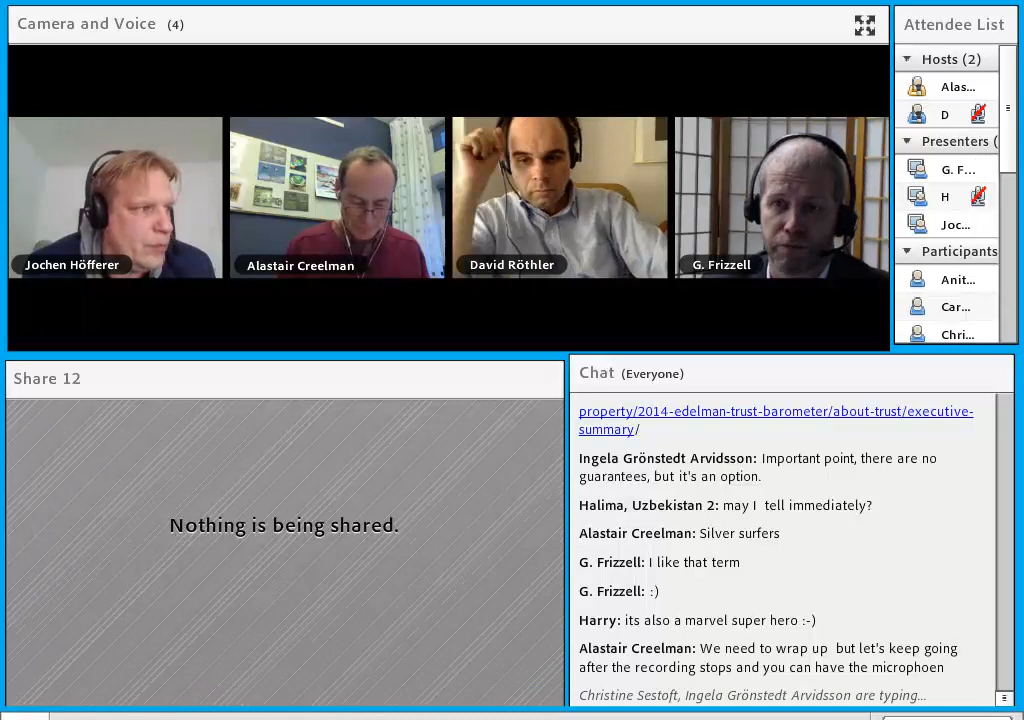 Camera and Voice (4)
Attendee List
Hosts (2)
Alas...
D
Presenters (
G. F...
H
Joc...
Participants
Anit...
Car...
Chri...
Jochen Höfferer
Alastair Creelman
David Röthler
G. Frizzell
Share 12
Nothing is being shared.
Chat (Everyone)
property/2014-edelman-trust-barometer/about-trust/executive-
summary/
Ingela Grönstedt Arvidsson: Important point, there are no
guarantees, but it's an option.
Halima, Uzbekistan 2: may I tell immediately?
Alastair Creelman: Silver surfers
G. Frizzell: I like that term
G. Frizzell: :)
Harry: its also a marvel super hero :-)
Alastair Creelman: We need to wrap up but let's keep going
after the recording stops and you can have the microphoen
Christine Sestoft, Ingela Grönstedt Arvidsson are typing...